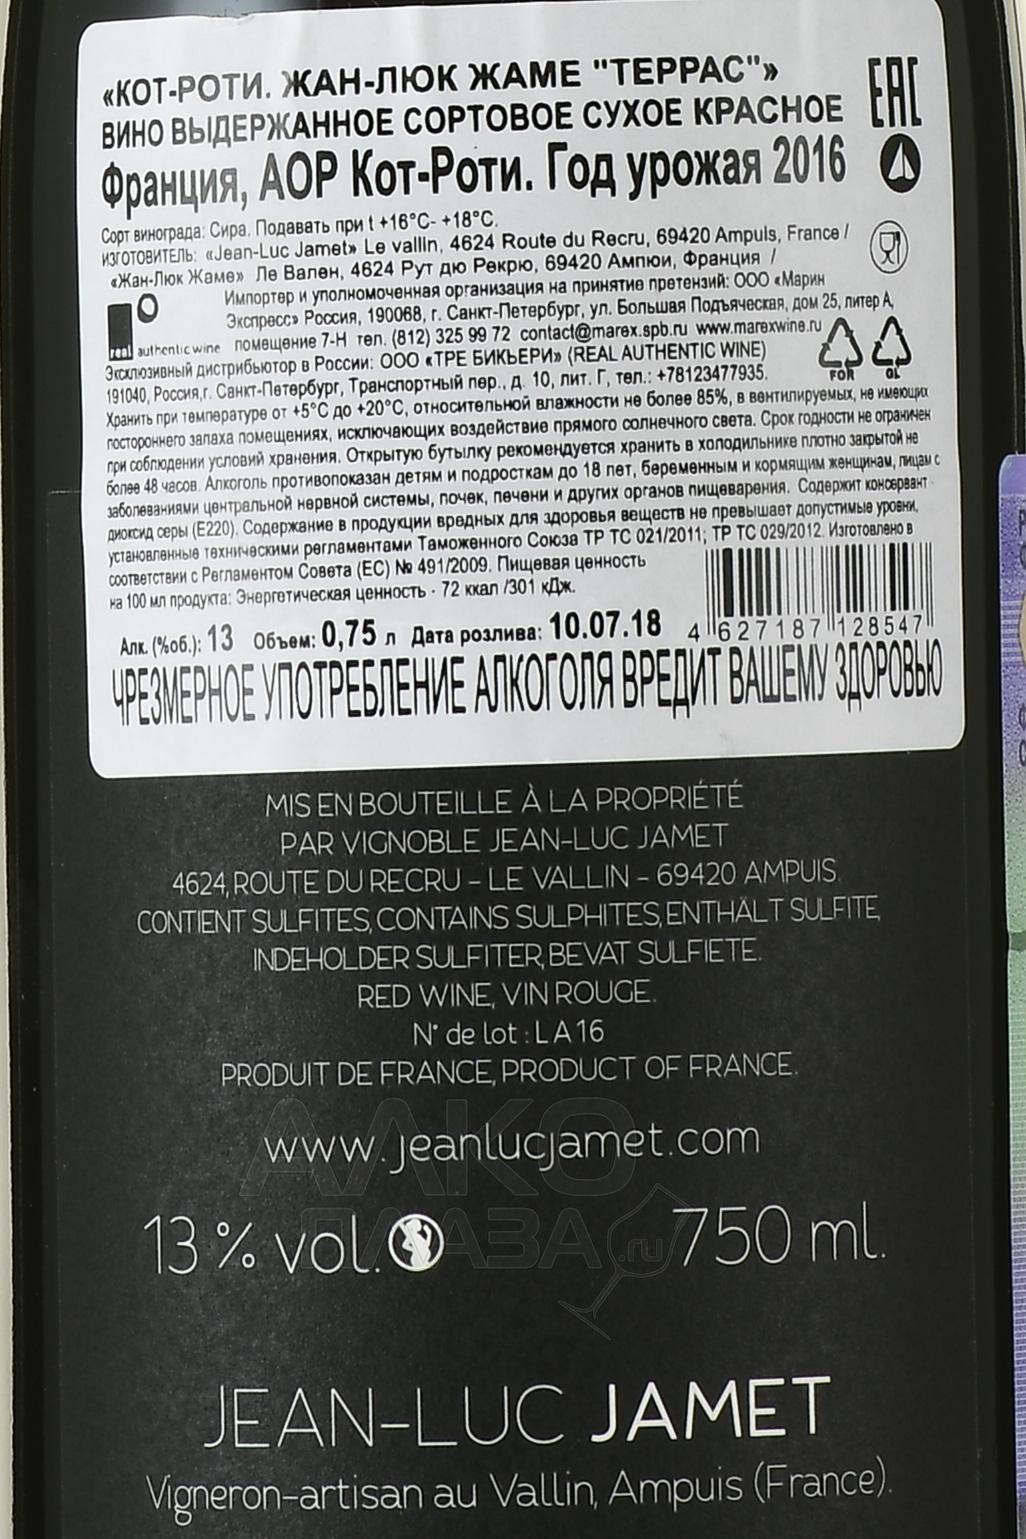 «КОТ-РОТИ. ЖАН-ЛЮК ЖАМЕ "ТЕРРАС"»
ВИНО ВЫДЕРЖАННОЕ СОРТОВОЕ СУХОЕ КРАСНОЕ
Франция, AOP Кот-Роти. Год урожая 2016
EAC
Сорт винограда: Сира. Подавать при t +16°C- +18°C.
ИЗГОТОВИТЕЛЬ: «Jean-Luc Jamet» Le vallin, 4624 Route du Recru, 69420 Ampuis, France /
«Жан-Люк Жаме» Ле Вален, 4624 Рут дю Рекрю, 69420 Ампюи, Франция /
Импортер и уполномоченная организация на принятие претензий: ООО «Марин
Экспресс» Россия, 190068, г. Санкт-Петербург, ул. Большая Подъяческая, дом 25, литер А,
real authentic wine помещение 7-Н тел. (812) 325 99 72 contact@marex.spb.ru www.marexwine.ru
Эксклюзивный дистрибьютор в России: ООО «ТРЕ БИКЬЕРИ» (REAL AUTHENTIC WINE)
FOR GL
191040, Россия,г. Санкт-Петербург, Транспортный пер., д. 10, лит. Г, тел.: +78123477935.
Хранить при температуре от +5°C до +20°C, относительной влажности не более 85%, в вентилируемых, не имеющих
постороннего запаха помещениях, исключающих воздействие прямого солнечного света. Срок годности не ограничен
при соблюдении условий хранения. Открытую бутылку рекомендуется хранить в холодильнике плотно закрытой не
более 48 часов. Алкоголь противопоказан детям и подросткам до 18 лет, беременным и кормящим женщинам, лицам с
заболеваниями центральной нервной системы, почек, печени и других органов пищеварения. Содержит консервант
диоксид серы (E220). Содержание в продукции вредных для здоровья веществ не превышает допустимые уровни,
установленные техническими регламентами Таможенного Союза ТР ТС 021/2011; ТР ТС 029/2012. Изготовлено в
соответствии с Регламентом Совета (ЕС) № 491/2009. Пищевая ценность
на 100 мл продукта: Энергетическая ценность - 72 ккал /301 кДж.
Алк. (%об.): 13 Объем: 0,75 л Дата розлива: 10.07.18
4 627187 128547
ЧРЕЗМЕРНОЕ УПОТРЕБЛЕНИЕ АЛКОГОЛЯ ВРЕДИТ ВАШЕМУ ЗДОРОВЬЮ
MIS EN BOUTEILLE À LA PROPRIÉTÉ
PAR VIGNOBLE JEAN-LUC JAMET
4624, ROUTE DU RECRU - LE VALLIN - 69420 AMPUIS.
CONTIENT SULFITES, CONTAINS SULPHITES, ENTHÄLT SULFITE,
INDEHOLDER SULFITER, BEVAT SULFIETE.
RED WINE, VIN ROUGE.
N° de lot : LA16
PRODUIT DE FRANCE, PRODUCT OF FRANCE.
www.jeanlucjamet.com
АЛКО
ПЛАЗА.ru
13 % vol. 750 ml.
JEAN-LUC JAMET
Vigneron-artisan au Vallin, Ampuis (France).